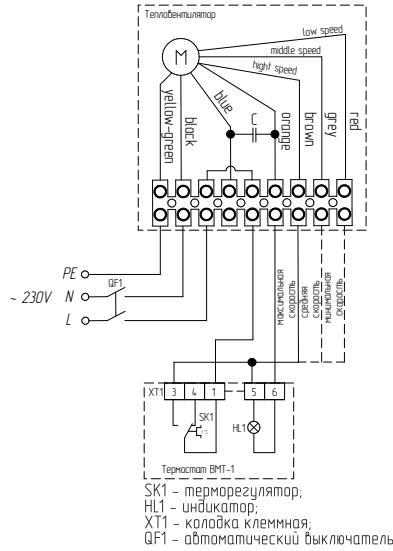 Тепловентилятор
low speed
middle speed
hight speed
M
yellow-green
black
blue
C
orange
brown
grey
red
PE
QF1
~ 230V
N
L
максимальная
скорость
средняя
скорость
минимальная
скорость
XT1
3
4
1
5
6
SK1
t°C
HL1
Термостат ВМТ-1
SK1 - терморегулятор;
HL1 - индикатор;
XT1 - колодка клеммная;
QF1 - автоматический выключатель